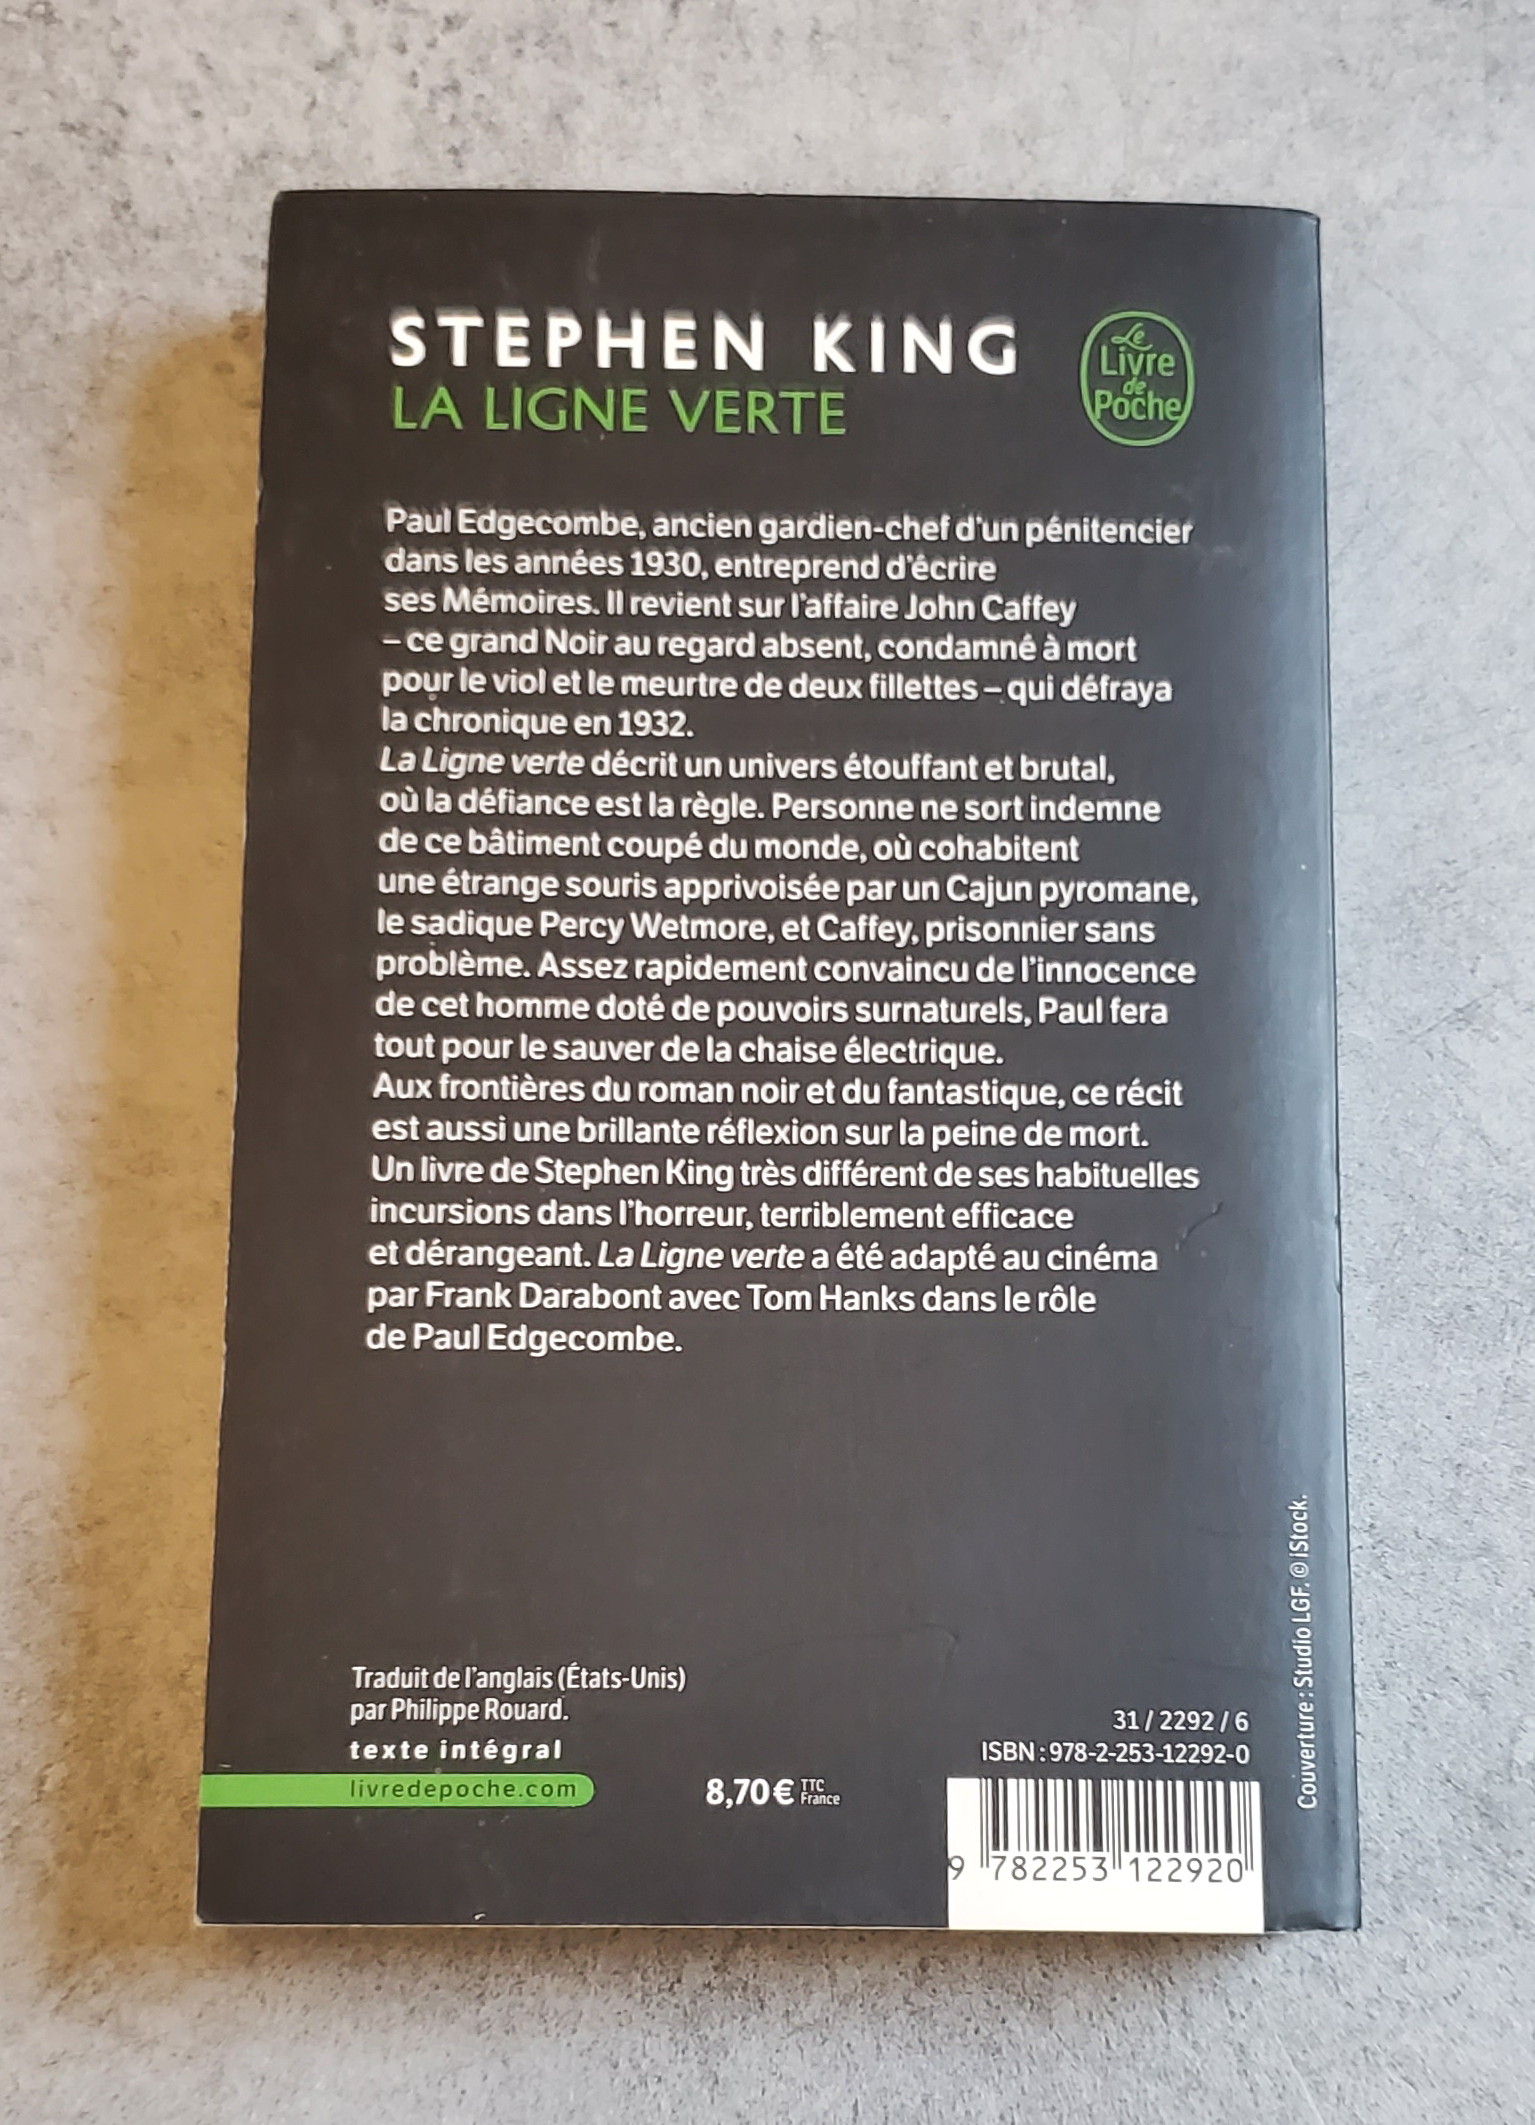 STEPHEN KING
LA LIGNE VERTE
Le
Livre
de
Poche
Paul Edgecombe, ancien gardien-chef d'un pénitencier
dans les années 1930, entreprend d'écrire
ses Mémoires. Il revient sur l'affaire John Caffey
– ce grand Noir au regard absent, condamné à mort
pour le viol et le meurtre de deux fillettes – qui défraya
la chronique en 1932.
La Ligne verte décrit un univers étouffant et brutal,
où la défiance est la règle. Personne ne sort indemne
de ce bâtiment coupé du monde, où cohabitent
une étrange souris apprivoisée par un Cajun pyromane,
le sadique Percy Wetmore, et Caffey, prisonnier sans
problème. Assez rapidement convaincu de l'innocence
de cet homme doté de pouvoirs surnaturels, Paul fera
tout pour le sauver de la chaise électrique.
Aux frontières du roman noir et du fantastique, ce récit
est aussi une brillante réflexion sur la peine de mort.
Un livre de Stephen King très différent de ses habituelles
incursions dans l'horreur, terriblement efficace
et dérangeant. La Ligne verte a été adapté au cinéma
par Frank Darabont avec Tom Hanks dans le rôle
de Paul Edgecombe.
Traduit de l'anglais (États-Unis)
par Philippe Rouard.
texte intégral
livredepoche.com
8,70 € TTC
France
31 / 2292 / 6
ISBN : 978-2-253-12292-0
9 782253 122920
Couverture : Studio LGF. © iStock.